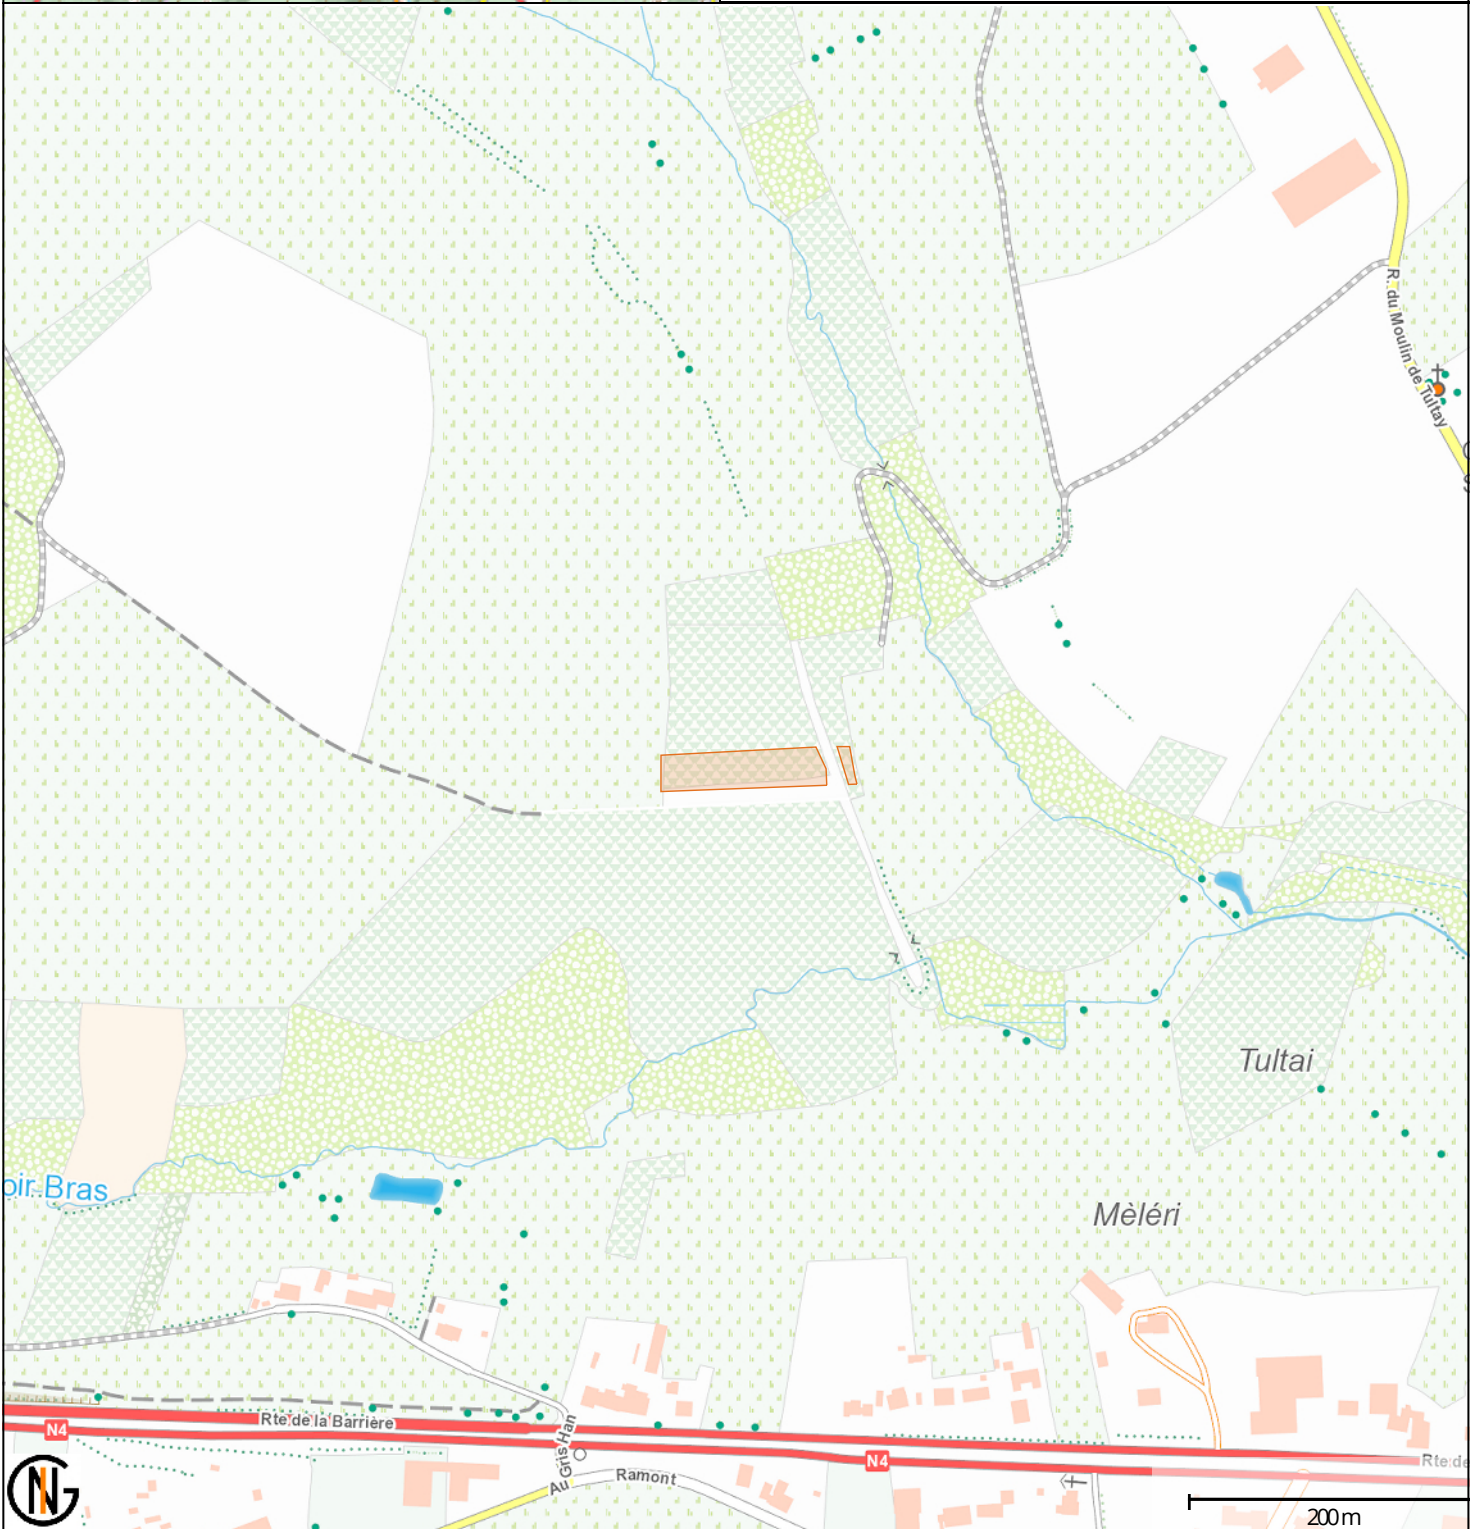 R. du Moulin de Tultay
Tultai
oir Bras
Mèléri
Rte de la Barrière
N4
Au Gris Han
N4
Rte de
Ramont
200 m